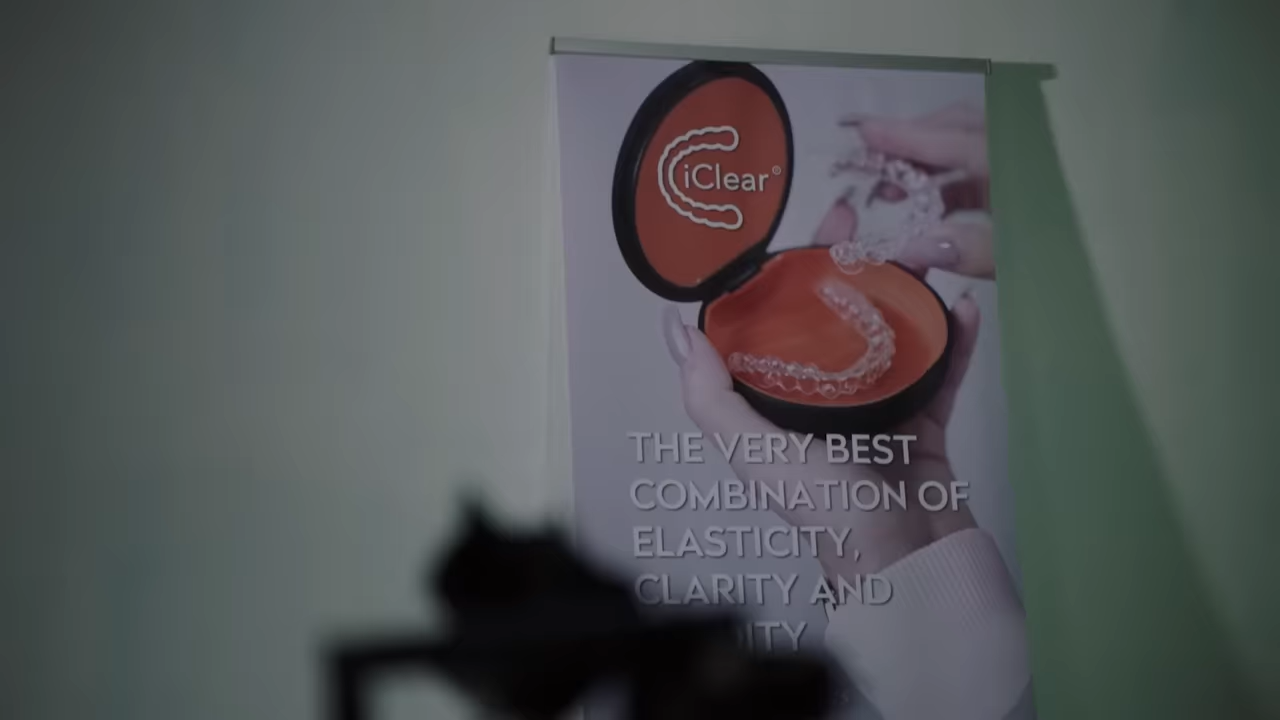 iClear®
THE VERY BEST
COMBINATION OF
ELASTICITY,
CLARITY AND